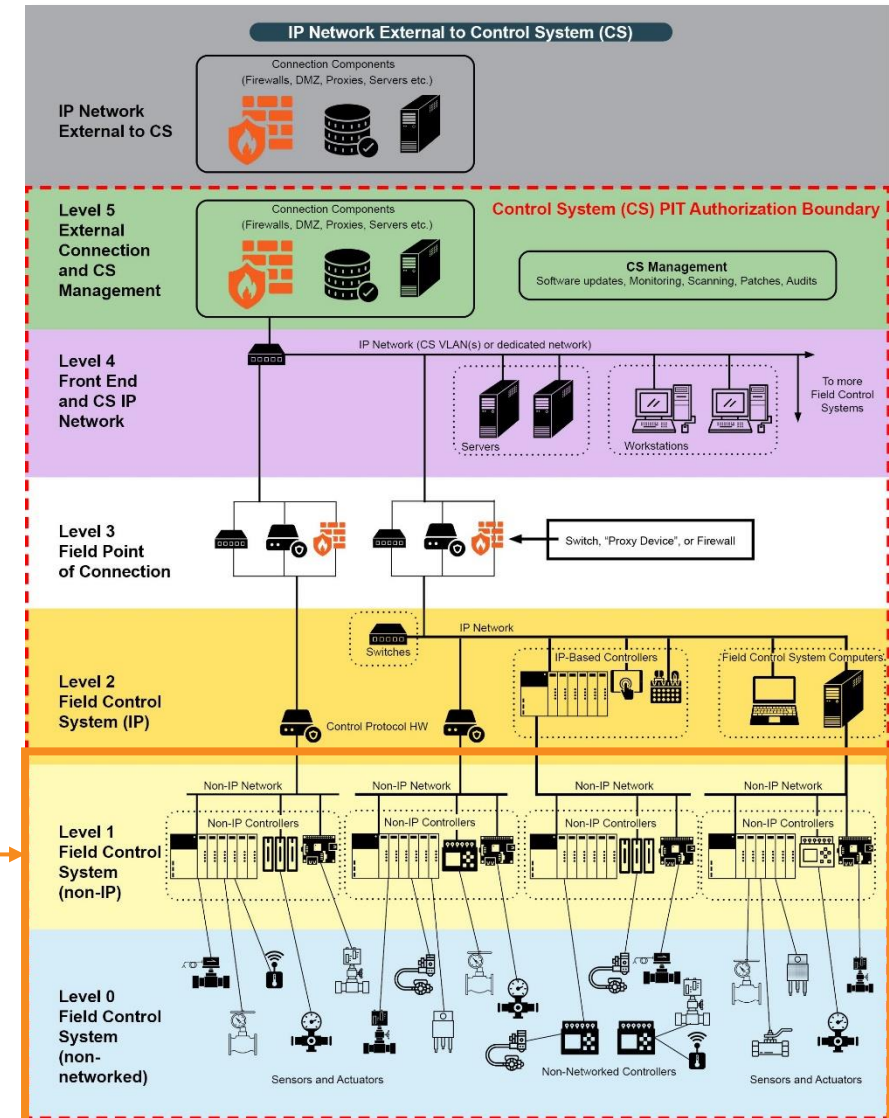 IP Network External to Control System (CS)
Connection Components
(Firewalls, DMZ, Proxies, Servers etc.)
IP Network
External to CS
Level 5
External
Connection
and CS
Management
Connection Components
(Firewalls, DMZ, Proxies, Servers etc.)
Control System (CS) PIT Authorization Boundary
CS Management
Software updates, Monitoring, Scanning, Patches, Audits
Level 4
Front End
and CS IP
Network
IP Network (CS VLAN(s) or dedicated network)
Servers
Workstations
To more
Field Control
Systems
Level 3
Field Point
of Connection
Switch, "Proxy Device", or Firewall
Level 2
Field Control
System (IP)
IP Network
Switches
IP-Based Controllers
Field Control System Computers
Control Protocol HW
Level 1
Field Control
System
(non-IP)
Non-IP Network
Non-IP Network
Non-IP Network
Non-IP Network
Non-IP Controllers
Non-IP Controllers
Non-IP Controllers
Non-IP Controllers
Level 0
Field Control
System
(non-
networked)
Sensors and Actuators
Non-Networked Controllers
Sensors and Actuators